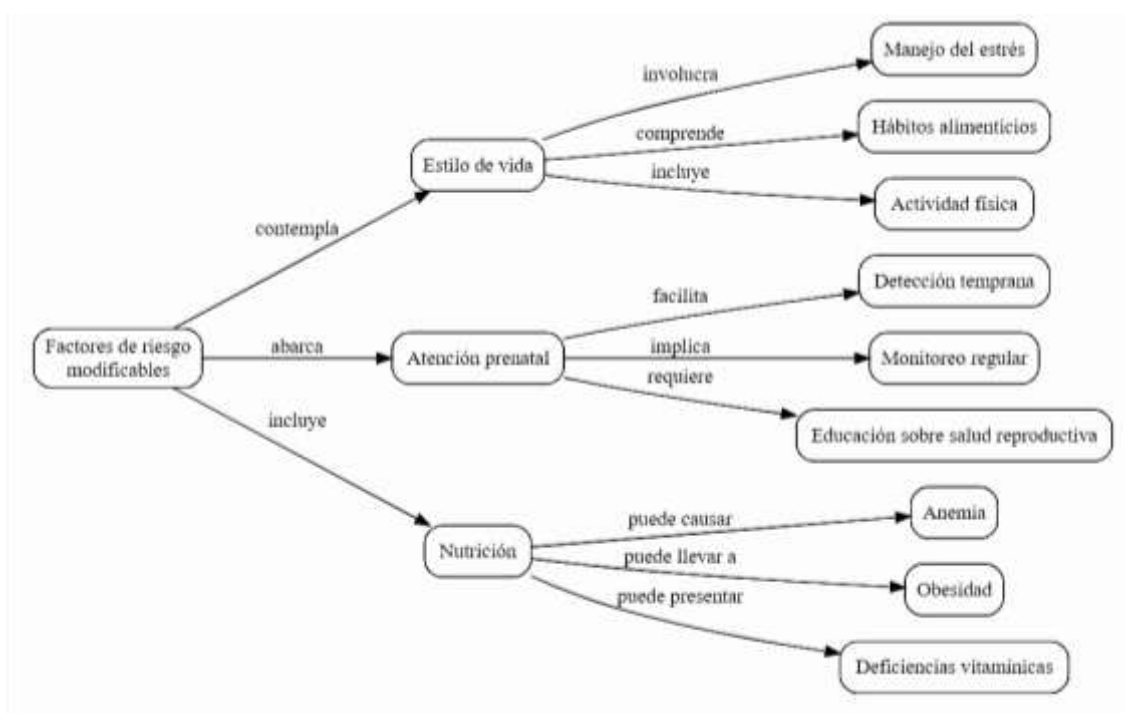 Manejo del estrés
involucra
Hábitos alimenticios
comprende
Estilo de vida
incluye
Actividad física
contempla
Detección temprana
facilita
Factores de riesgo
modificables
abarca
Atención prenatal
implica
Monitoreo regular
requiere
Educación sobre salud reproductiva
incluye
Anemia
puede causar
Nutrición
puede llevar a
Obesidad
puede presentar
Deficiencias vitamínicas